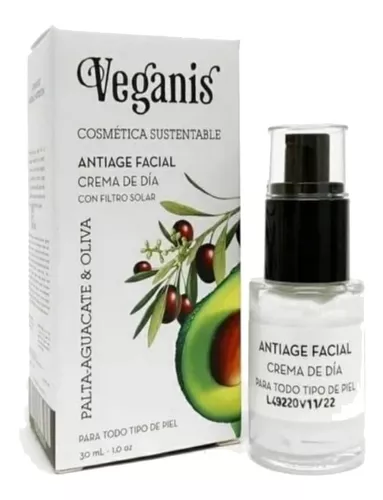 Veganis
COSMÉTICA SUSTENTABLE
ANTIAGE FACIAL
CREMA DE DÍA
CON FILTRO SOLAR
PALTA-AGUACATE & OLIVA
PARA TODO TIPO DE PIEL
30 mL - 1.0 oz
ANTIAGE FACIAL
CREMA DE DÍA
PARA TODO TIPO DE PIEL
L49220V11/22